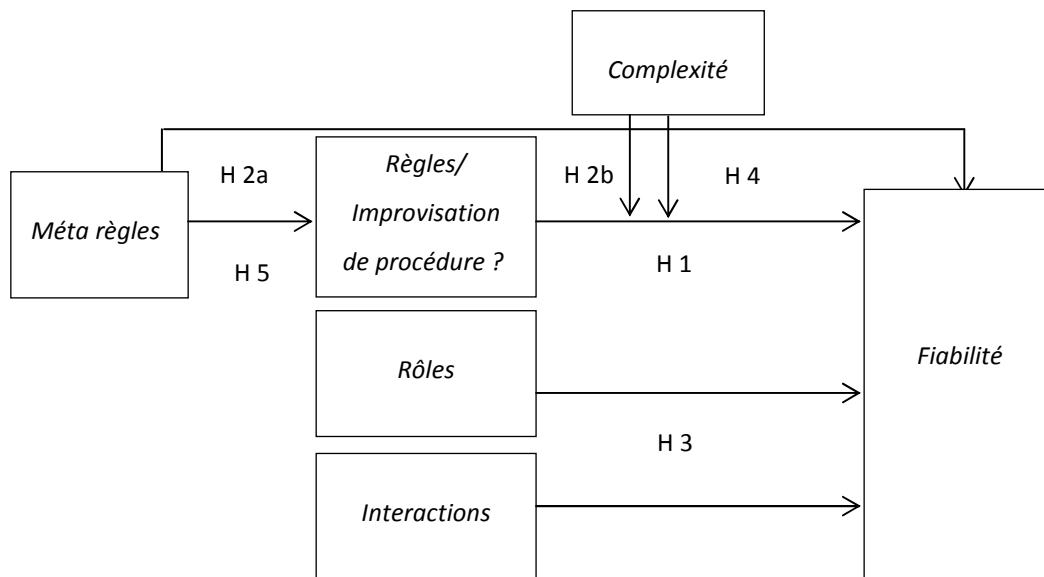 Complexité
H 2a
Règles/
Improvisation
de procédure ?
H 2b
H 4
Méta règles
H 5
H 1
Fiabilité
Rôles
H 3
Interactions